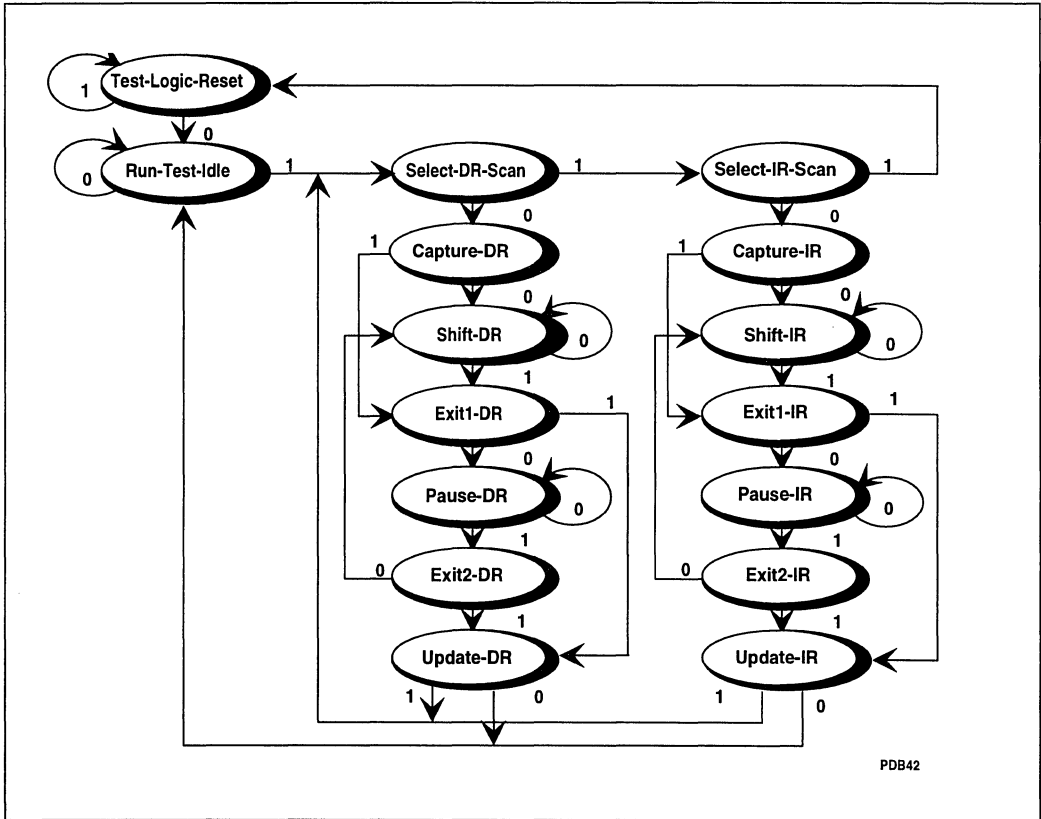 Test-Logic-Reset
1
0
Run-Test-Idle
0
1
Select-DR-Scan
1
Select-IR-Scan
1
0
0
1
Capture-DR
1
Capture-IR
0
0
Shift-DR
0
Shift-IR
0
1
1
Exit1-DR
1
Exit1-IR
1
0
0
Pause-DR
0
Pause-IR
0
1
1
0
Exit2-DR
0
Exit2-IR
1
1
Update-DR
Update-IR
1
0
1
0
PDB42